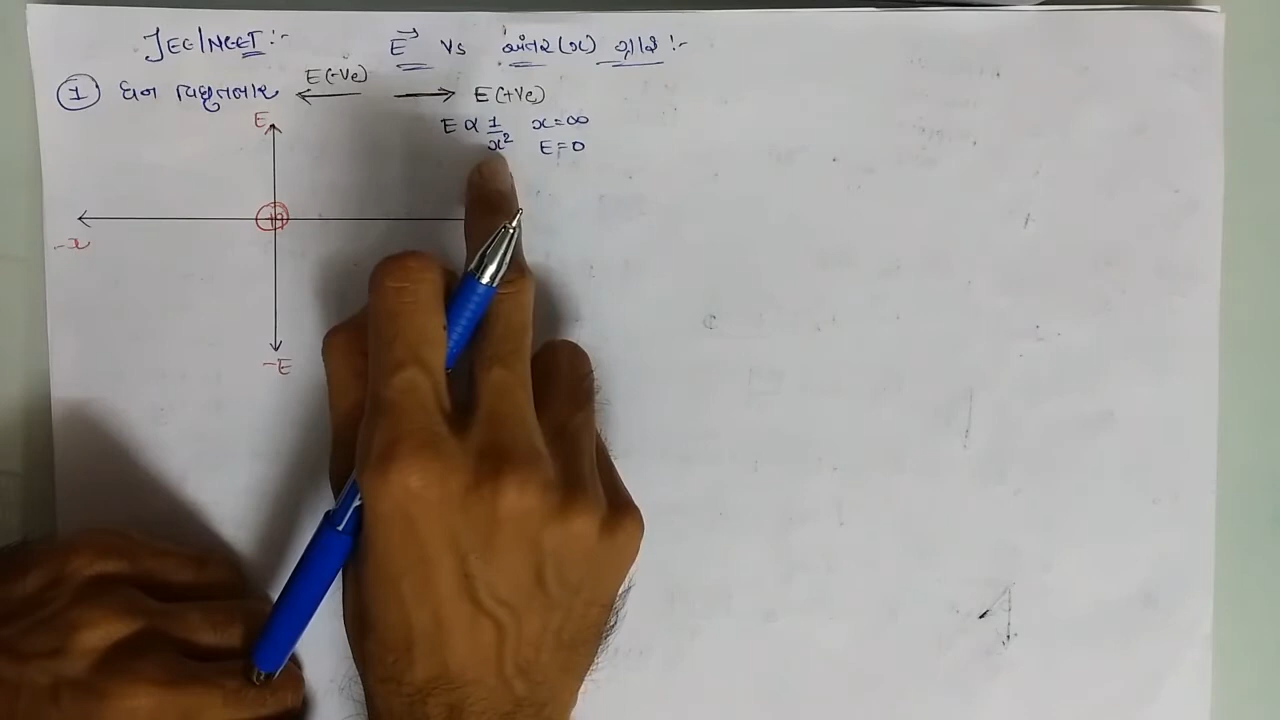 JEE/NEET :- E⃗ vs અંતર (x) ગ્રાફ :-
① ધન વિદ્યુતભાર E(-ve) E(+ve)
E ∝ 1/x² x=∞
E=0
E
+q
-x
-E